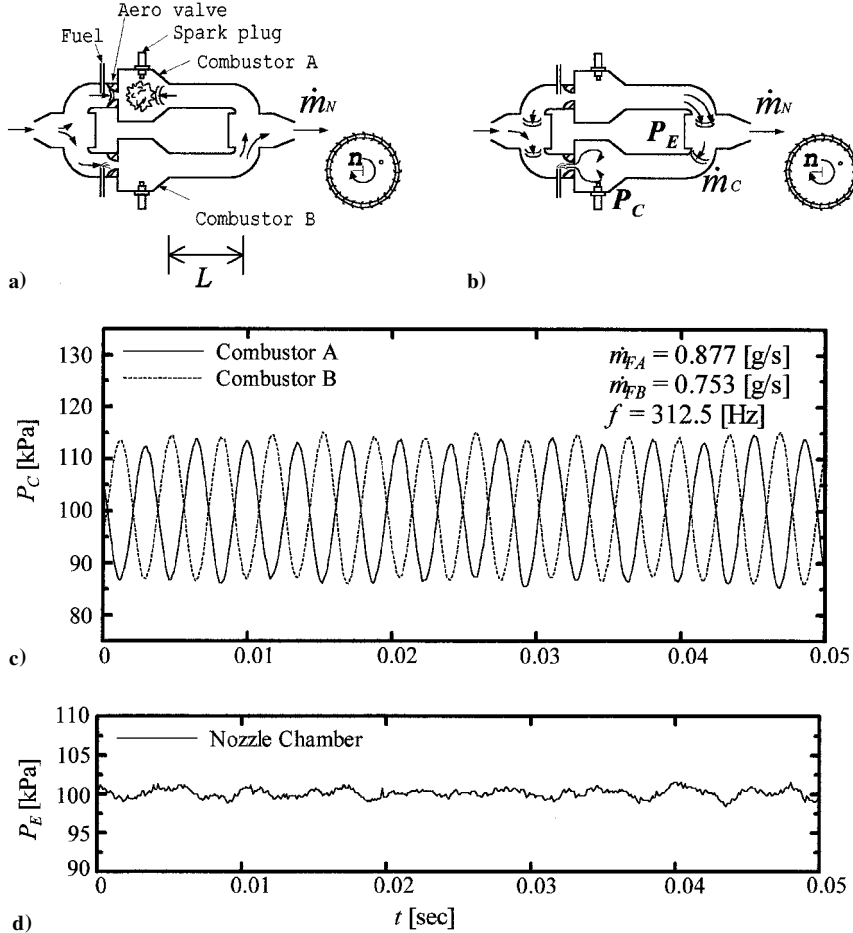 Aero valve
Fuel
Spark plug
Combustor A
ṁN
n
Combustor B
L
a)
PE
ṁN
n
ṁC
PC
b)
Combustor A
Combustor B
ṁFA = 0.877 [g/s]
ṁFB = 0.753 [g/s]
f = 312.5 [Hz]
PC [kPa]
130
120
110
100
90
80
0
0.01
0.02
0.03
0.04
0.05
c)
Nozzle Chamber
PE [kPa]
110
105
100
95
90
0
0.01
0.02
0.03
0.04
0.05
t [sec]
d)